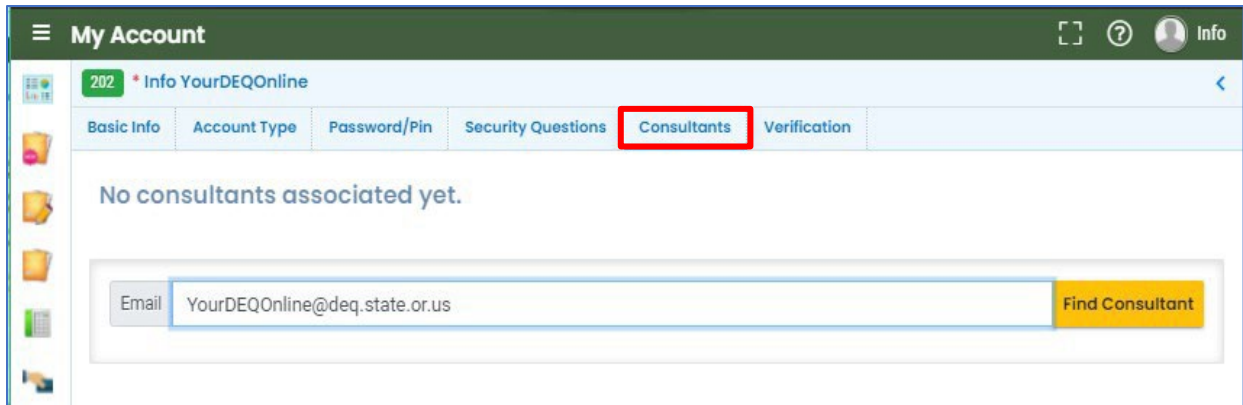 My Account
Info
202 * Info YourDEQOnline
Basic Info Account Type Password/Pin Security Questions Consultants Verification
No consultants associated yet.
Email YourDEQOnline@deq.state.or.us Find Consultant